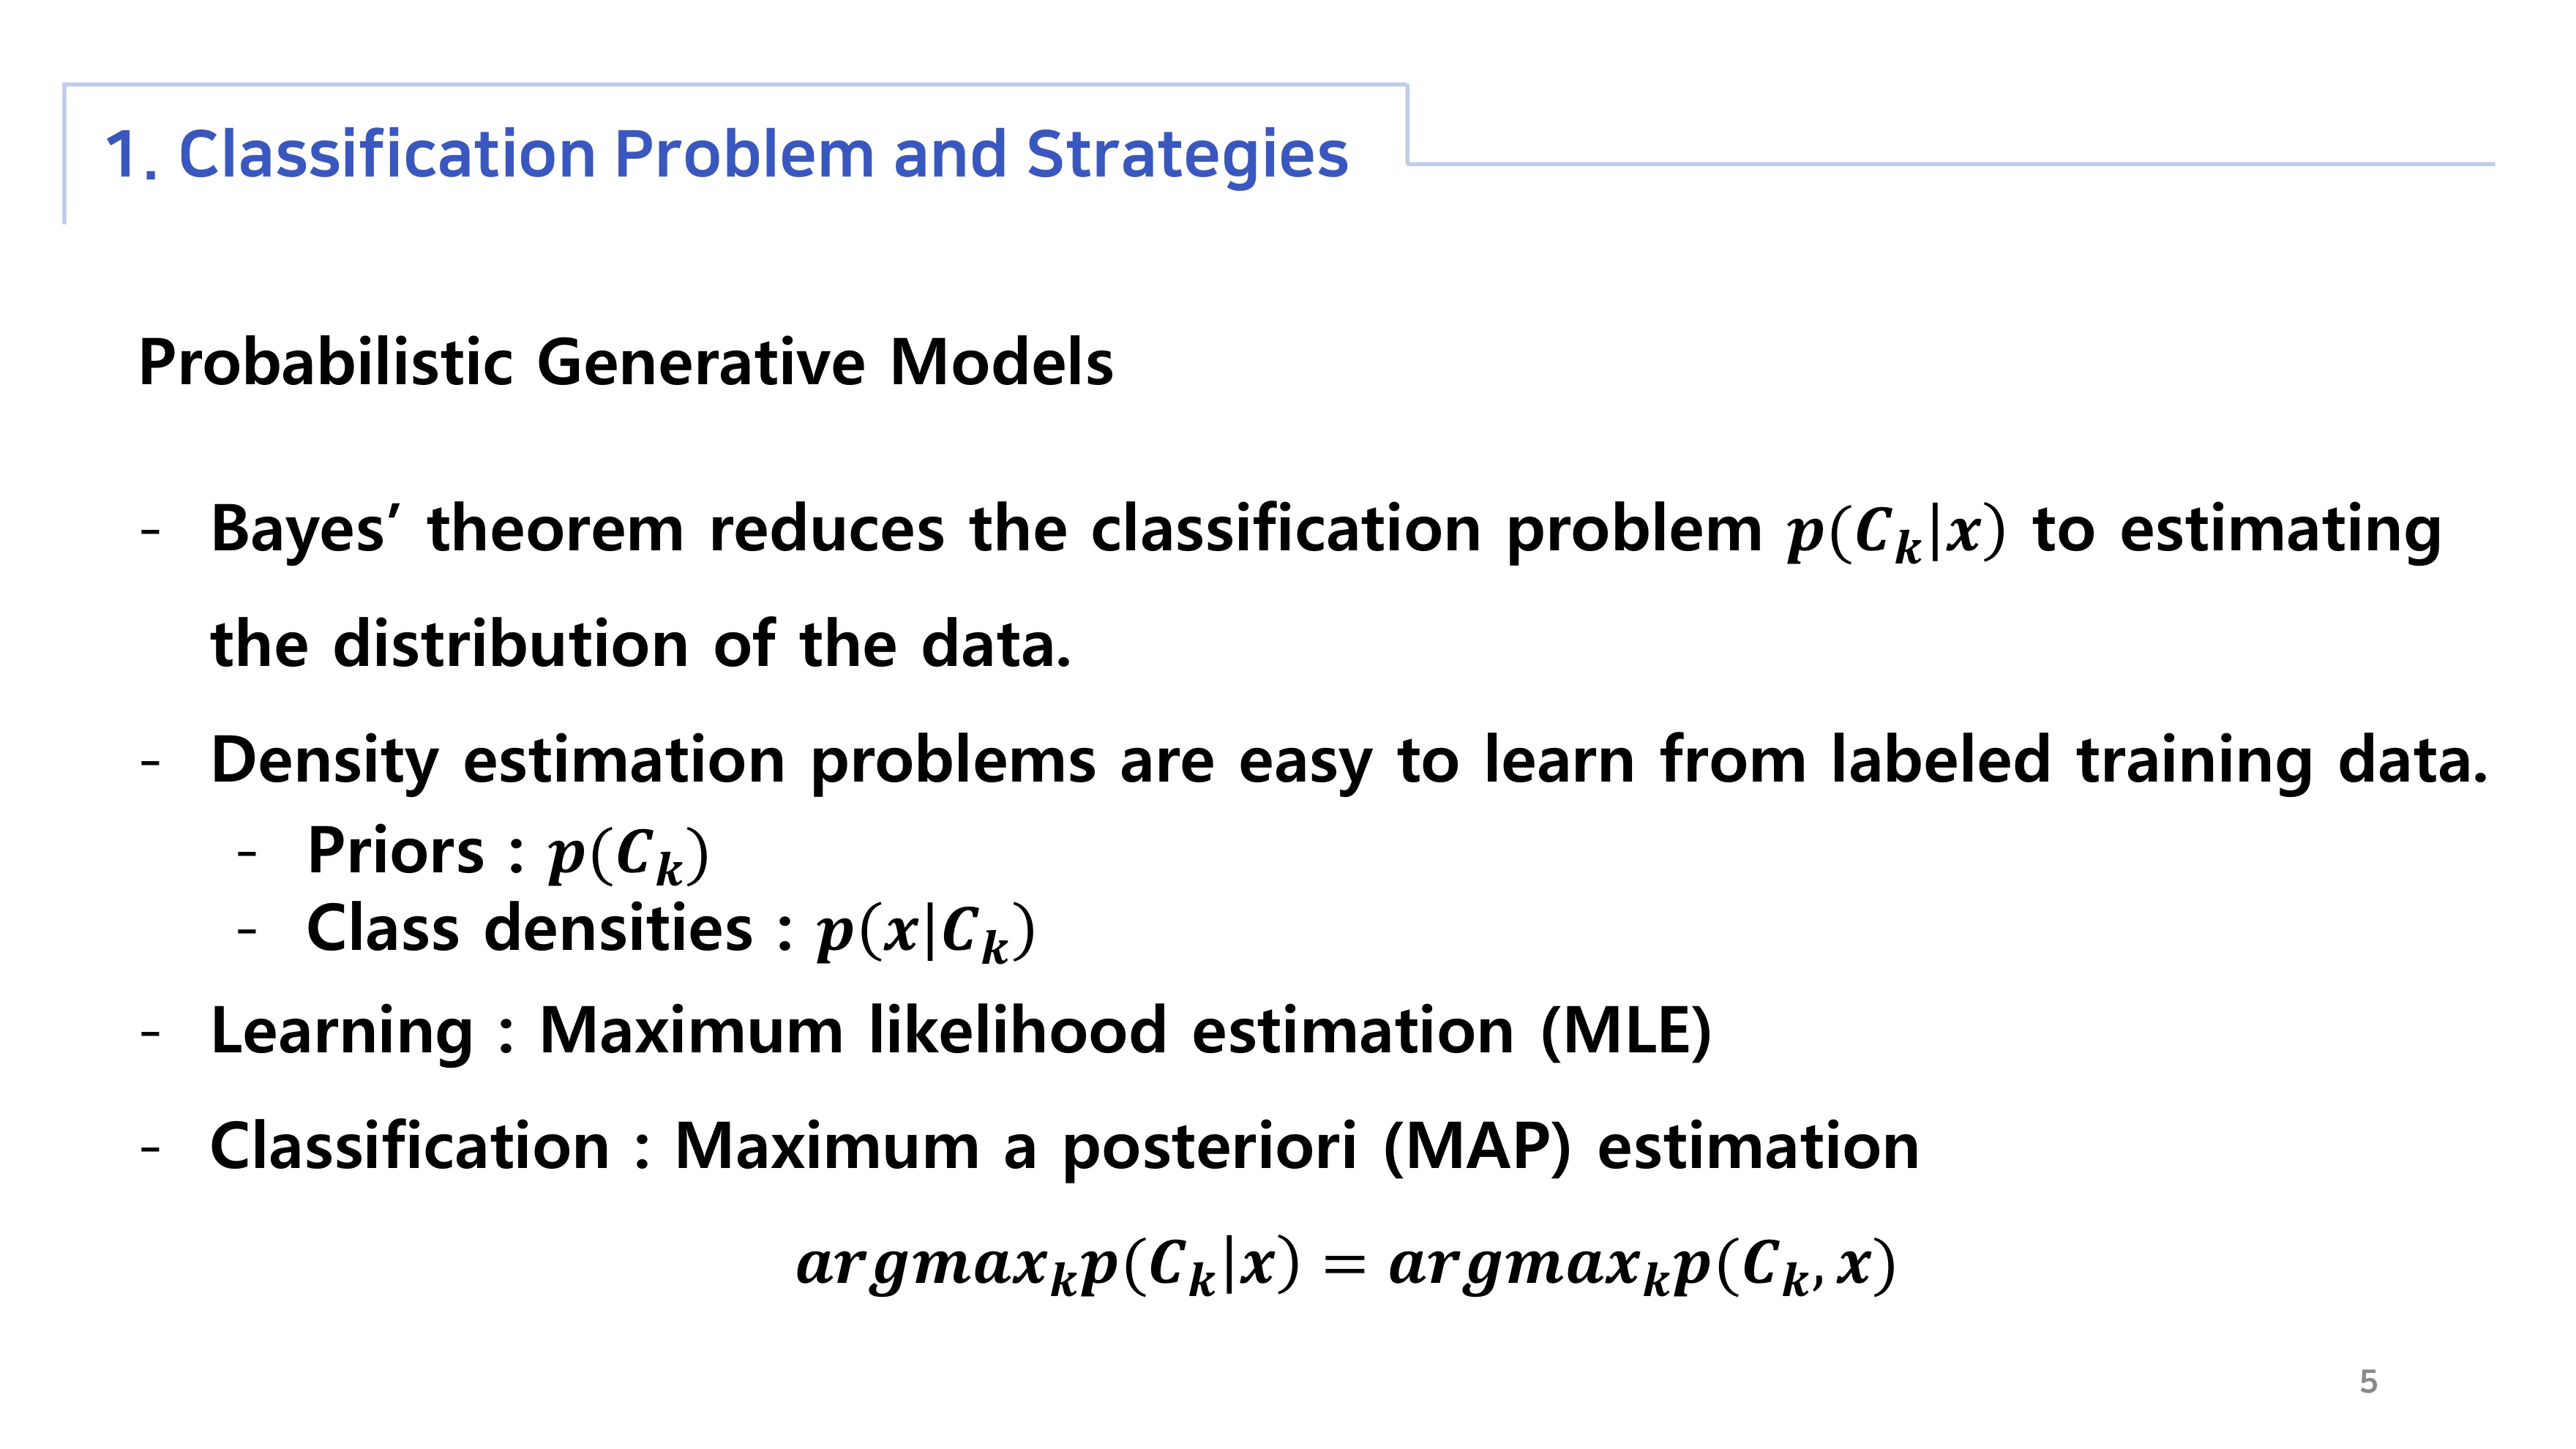 1. Classification Problem and Strategies
Probabilistic Generative Models
- Bayes’ theorem reduces the classification problem p(C_k|x) to estimating
the distribution of the data.
- Density estimation problems are easy to learn from labeled training data.
- Priors : p(C_k)
- Class densities : p(x|C_k)
- Learning : Maximum likelihood estimation (MLE)
- Classification : Maximum a posteriori (MAP) estimation
argmax_k p(C_k|x) = argmax_k p(C_k, x)
5